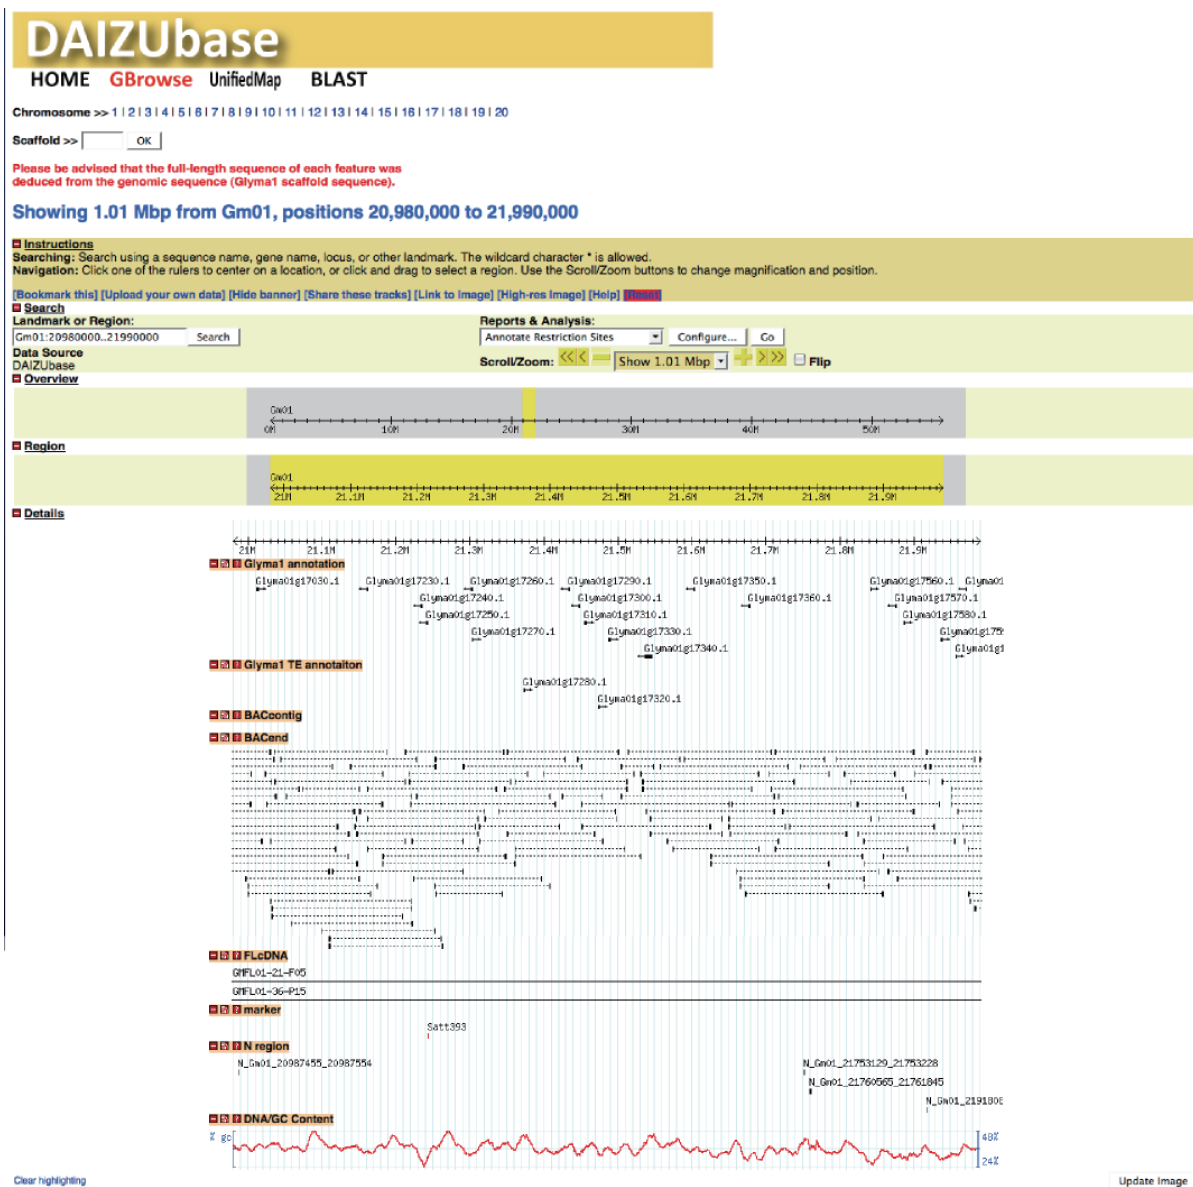 DAIZUbase
HOME GBrowse UnifiedMap BLAST
Chromosome >> 1 | 2 | 3 | 4 | 5 | 6 | 7 | 8 | 9 | 10 | 11 | 12 | 13 | 14 | 15 | 16 | 17 | 18 | 19 | 20
Scaffold >> OK
Please be advised that the full-length sequence of each feature was
deduced from the genomic sequence (Glyma1 scaffold sequence).
Showing 1.01 Mbp from Gm01, positions 20,980,000 to 21,990,000
Instructions
Searching: Search using a sequence name, gene name, locus, or other landmark. The wildcard character * is allowed.
Navigation: Click one of the rulers to center on a location, or click and drag to select a region. Use the Scroll/Zoom buttons to change magnification and position.
[Bookmark this] [Upload your own data] [Hide banner] [Share these tracks] [Link to Image] [High-res Image] [Help] [Reset]
Search
Landmark or Region: Reports & Analysis:
Gm01:20980000..21990000 Search Annotate Restriction Sites Configure... Go
Data Source Scroll/Zoom: << < Show 1.01 Mbp > >> Flip
DAIZUbase
Overview
Gm01
0M 10M 20M 30M 40M 50M
Region
Gm01
21M 21.1M 21.2M 21.3M 21.4M 21.5M 21.6M 21.7M 21.8M 21.9M
Details
21M 21.1M 21.2M 21.3M 21.4M 21.5M 21.6M 21.7M 21.8M 21.9M
Glyma1 annotation
Glyma01g17030.1 Glyma01g17230.1 Glyma01g17260.1 Glyma01g17290.1 Glyma01g17350.1 Glyma01g17560.1 Glyma01
Glyma01g17240.1 Glyma01g17300.1 Glyma01g17360.1 Glyma01g17570.1
Glyma01g17250.1 Glyma01g17310.1 Glyma01g17580.1
Glyma01g17270.1 Glyma01g17330.1 Glyma01g175
Glyma01g17340.1 Glyma01g1
Glyma1 TE annotaiton
Glyma01g17280.1
Glyma01g17320.1
BACcontig
BACend
FLcDNA
GMFL01-21-F05
GMFL01-36-P15
marker
Satt393
N region
N_Gm01_20987455_20987554 N_Gm01_21753129_21753228
N_Gm01_21760565_21761845
N_Gm01_219180
DNA/GC Content
% gc 48%
24%
Clear highlighting Update Image